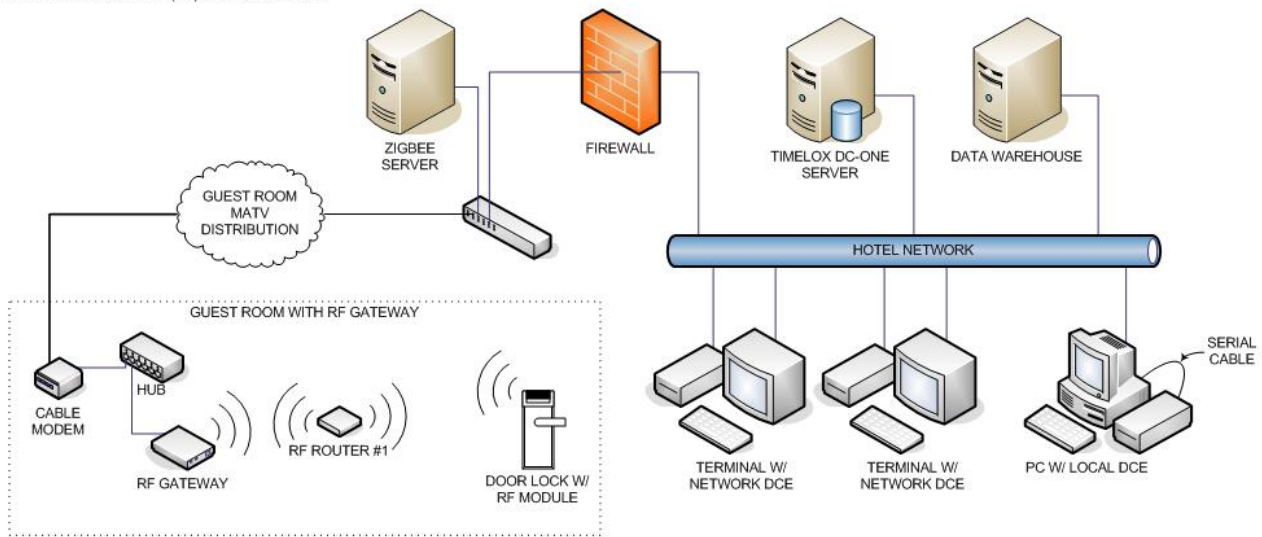 ZIGBEE
SERVER
FIREWALL
TIMELOX DC-ONE
SERVER
DATA WAREHOUSE
GUEST ROOM
MATV
DISTRIBUTION
HOTEL NETWORK
GUEST ROOM WITH RF GATEWAY
HUB
CABLE
MODEM
RF GATEWAY
RF ROUTER #1
DOOR LOCK W/
RF MODULE
TERMINAL W/
NETWORK DCE
TERMINAL W/
NETWORK DCE
PC W/ LOCAL DCE
SERIAL
CABLE